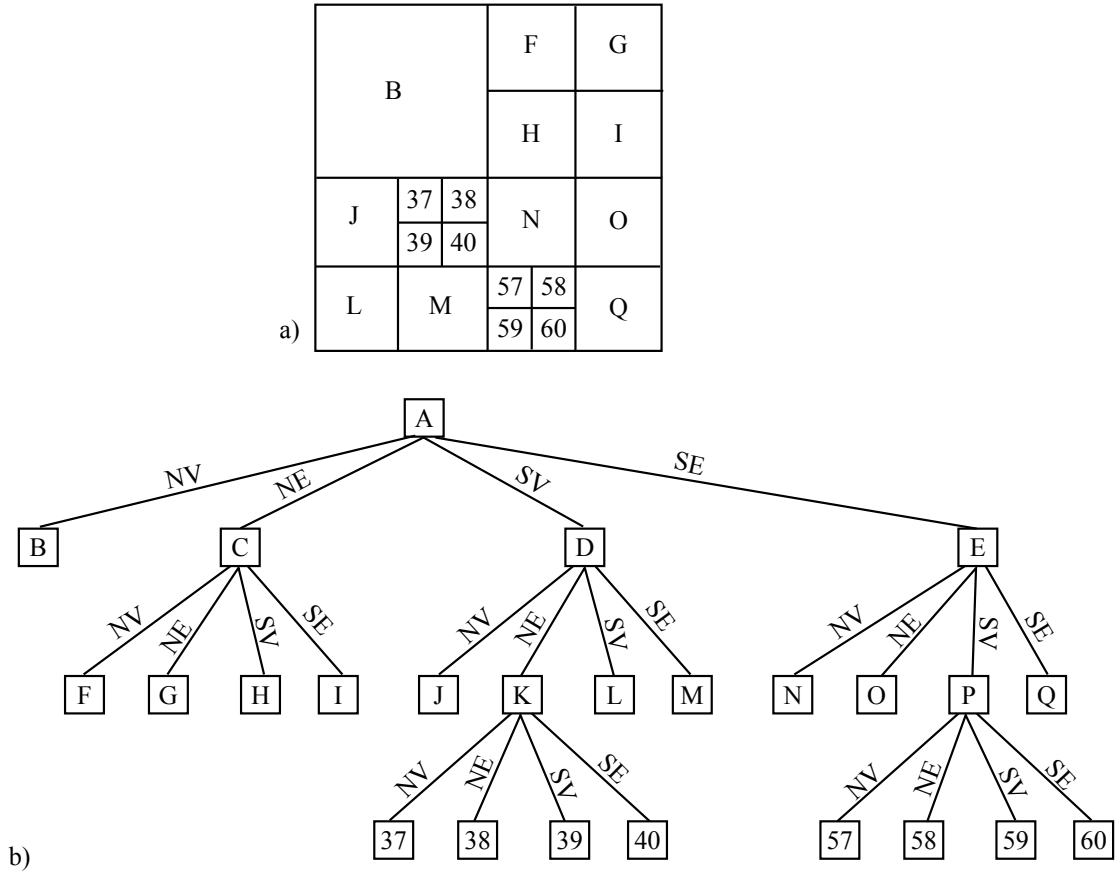 F G
B
H I
J 37 38 N O
39 40
L M 57 58 Q
59 60
a)
A
NV NE SV SE
B C D E
NV NE SV SE NV NE SV SE NV NE SV SE
F G H I J K L M N O P Q
NV NE SV SE NV NE SV SE
37 38 39 40 57 58 59 60
b)